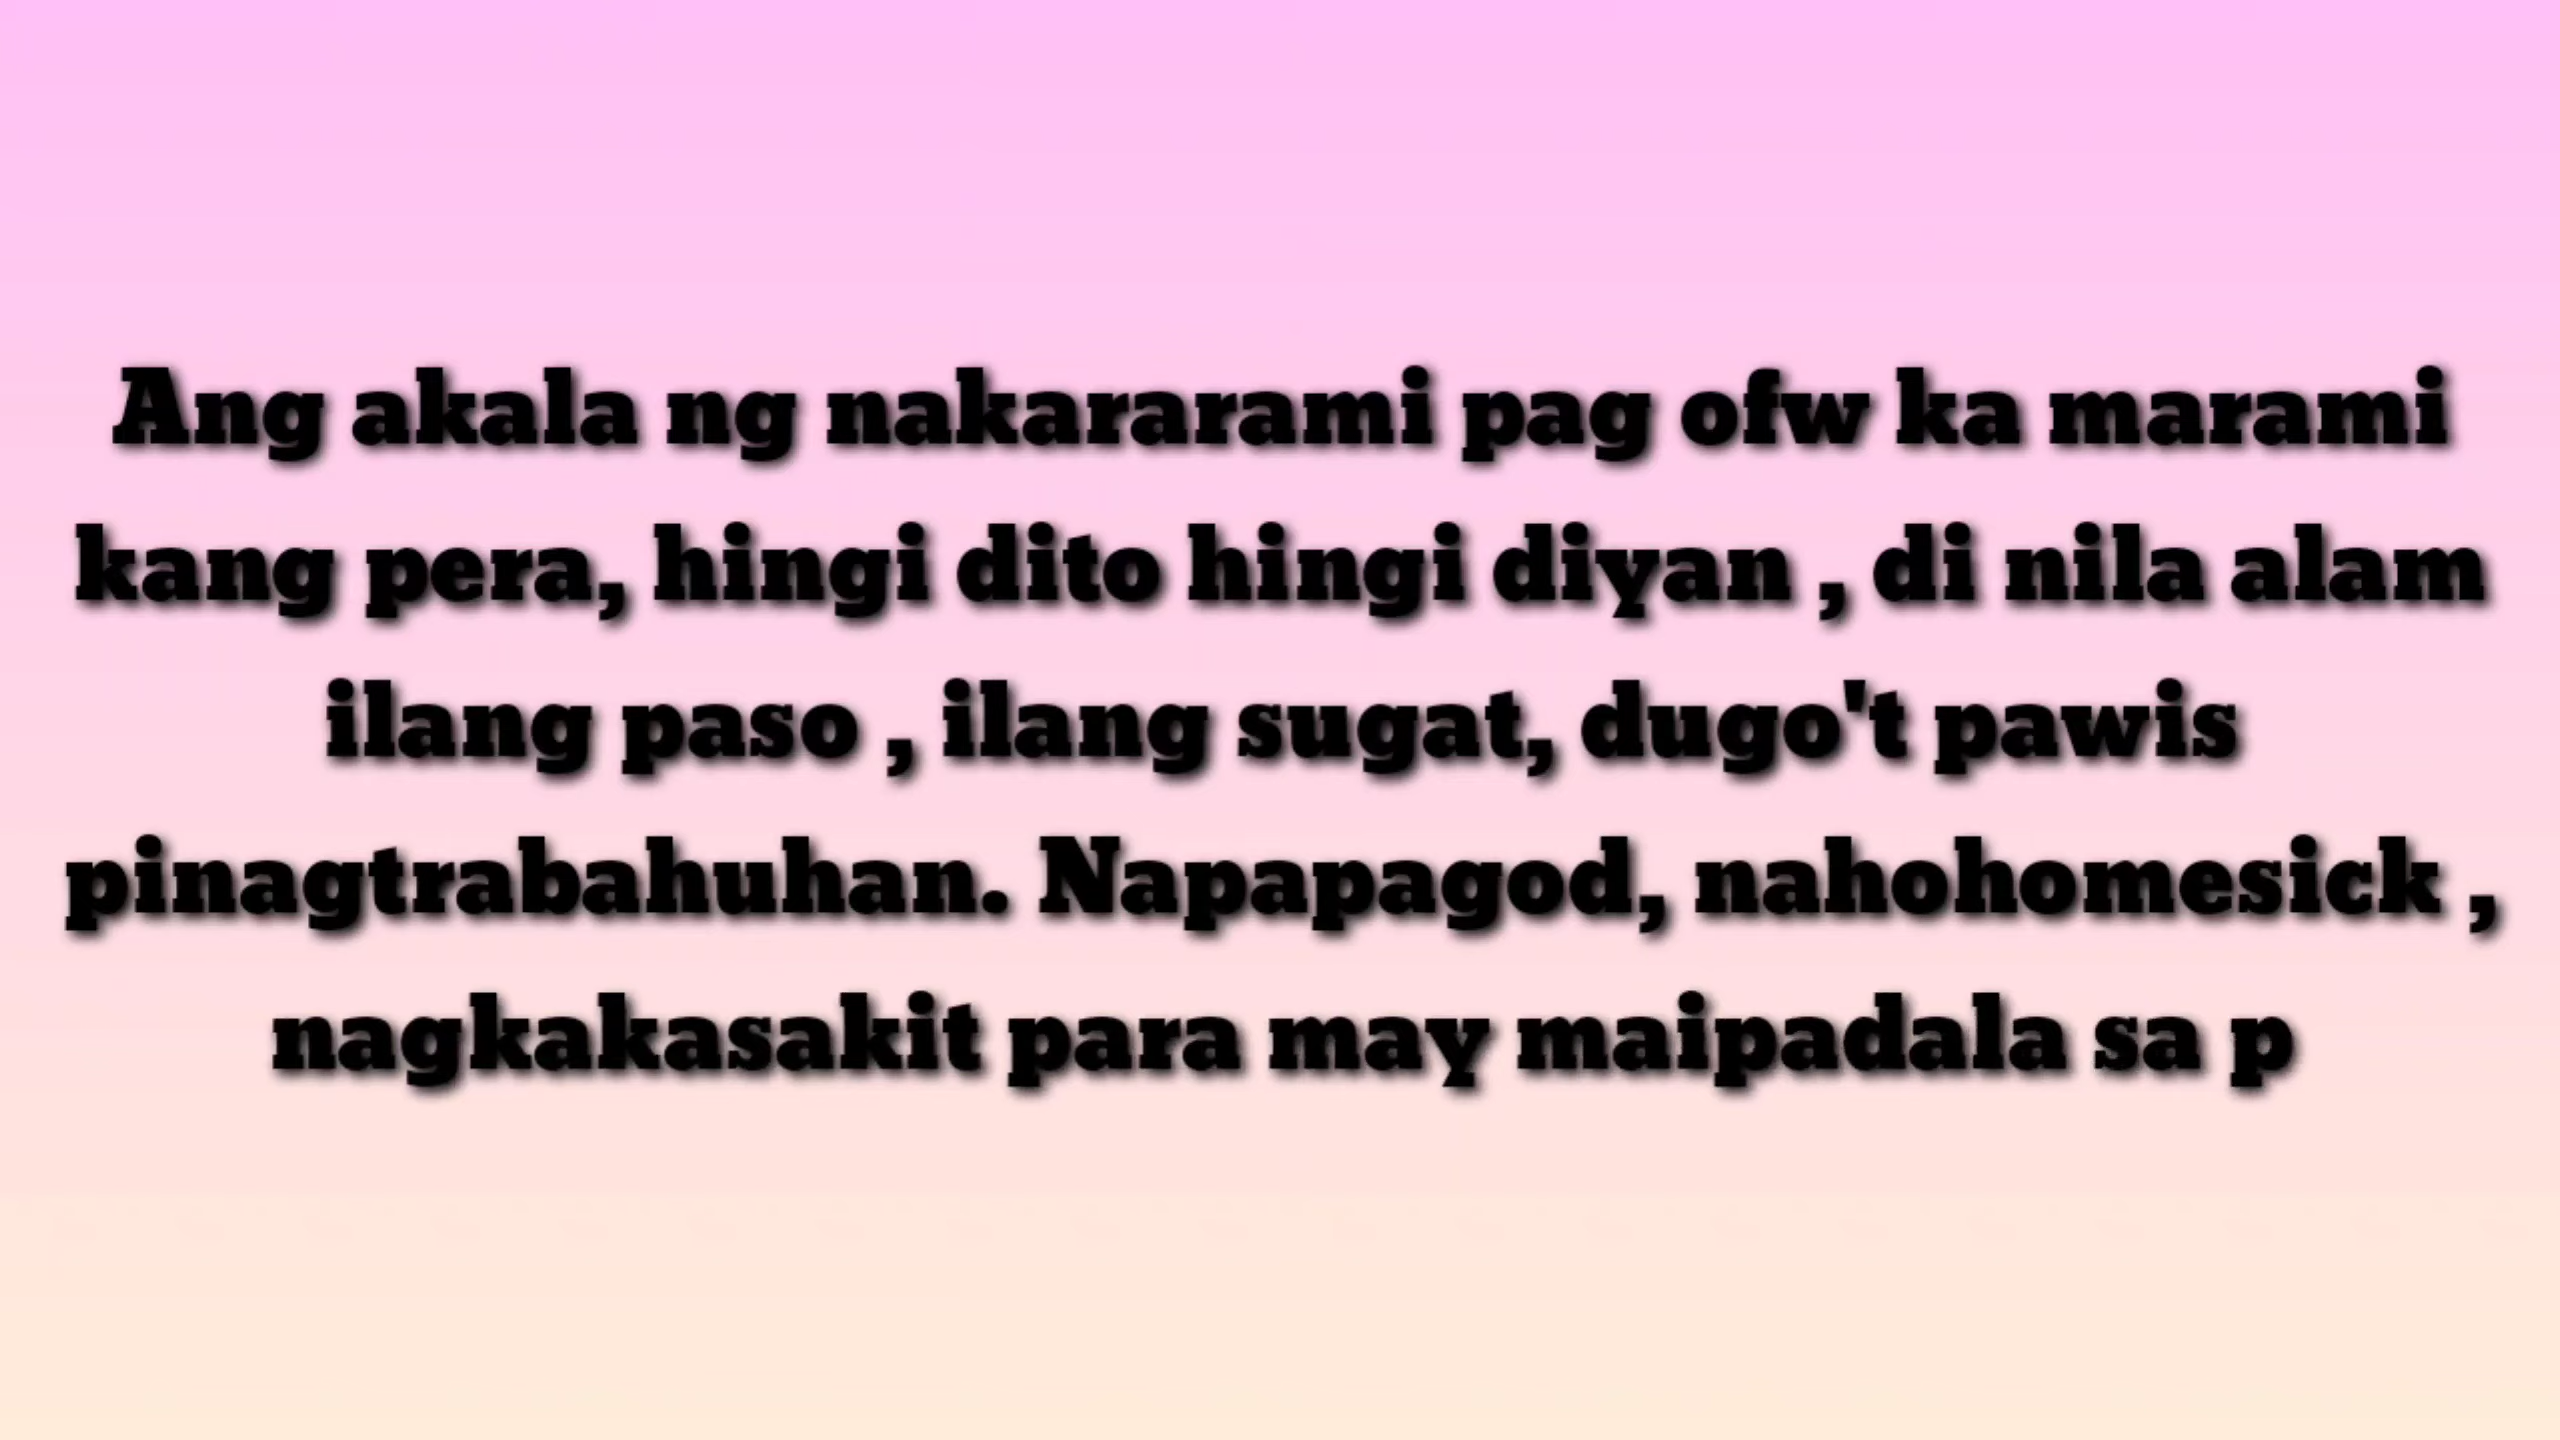 Ang akala ng nakararami pag ofw ka marami
kang pera, hingi dito hingi diyan , di nila alam
ilang paso , ilang sugat, dugo't pawis
pinagtrabahuhan. Napapagod, nahohomesick ,
nagkakasakit para may maipadala sa p